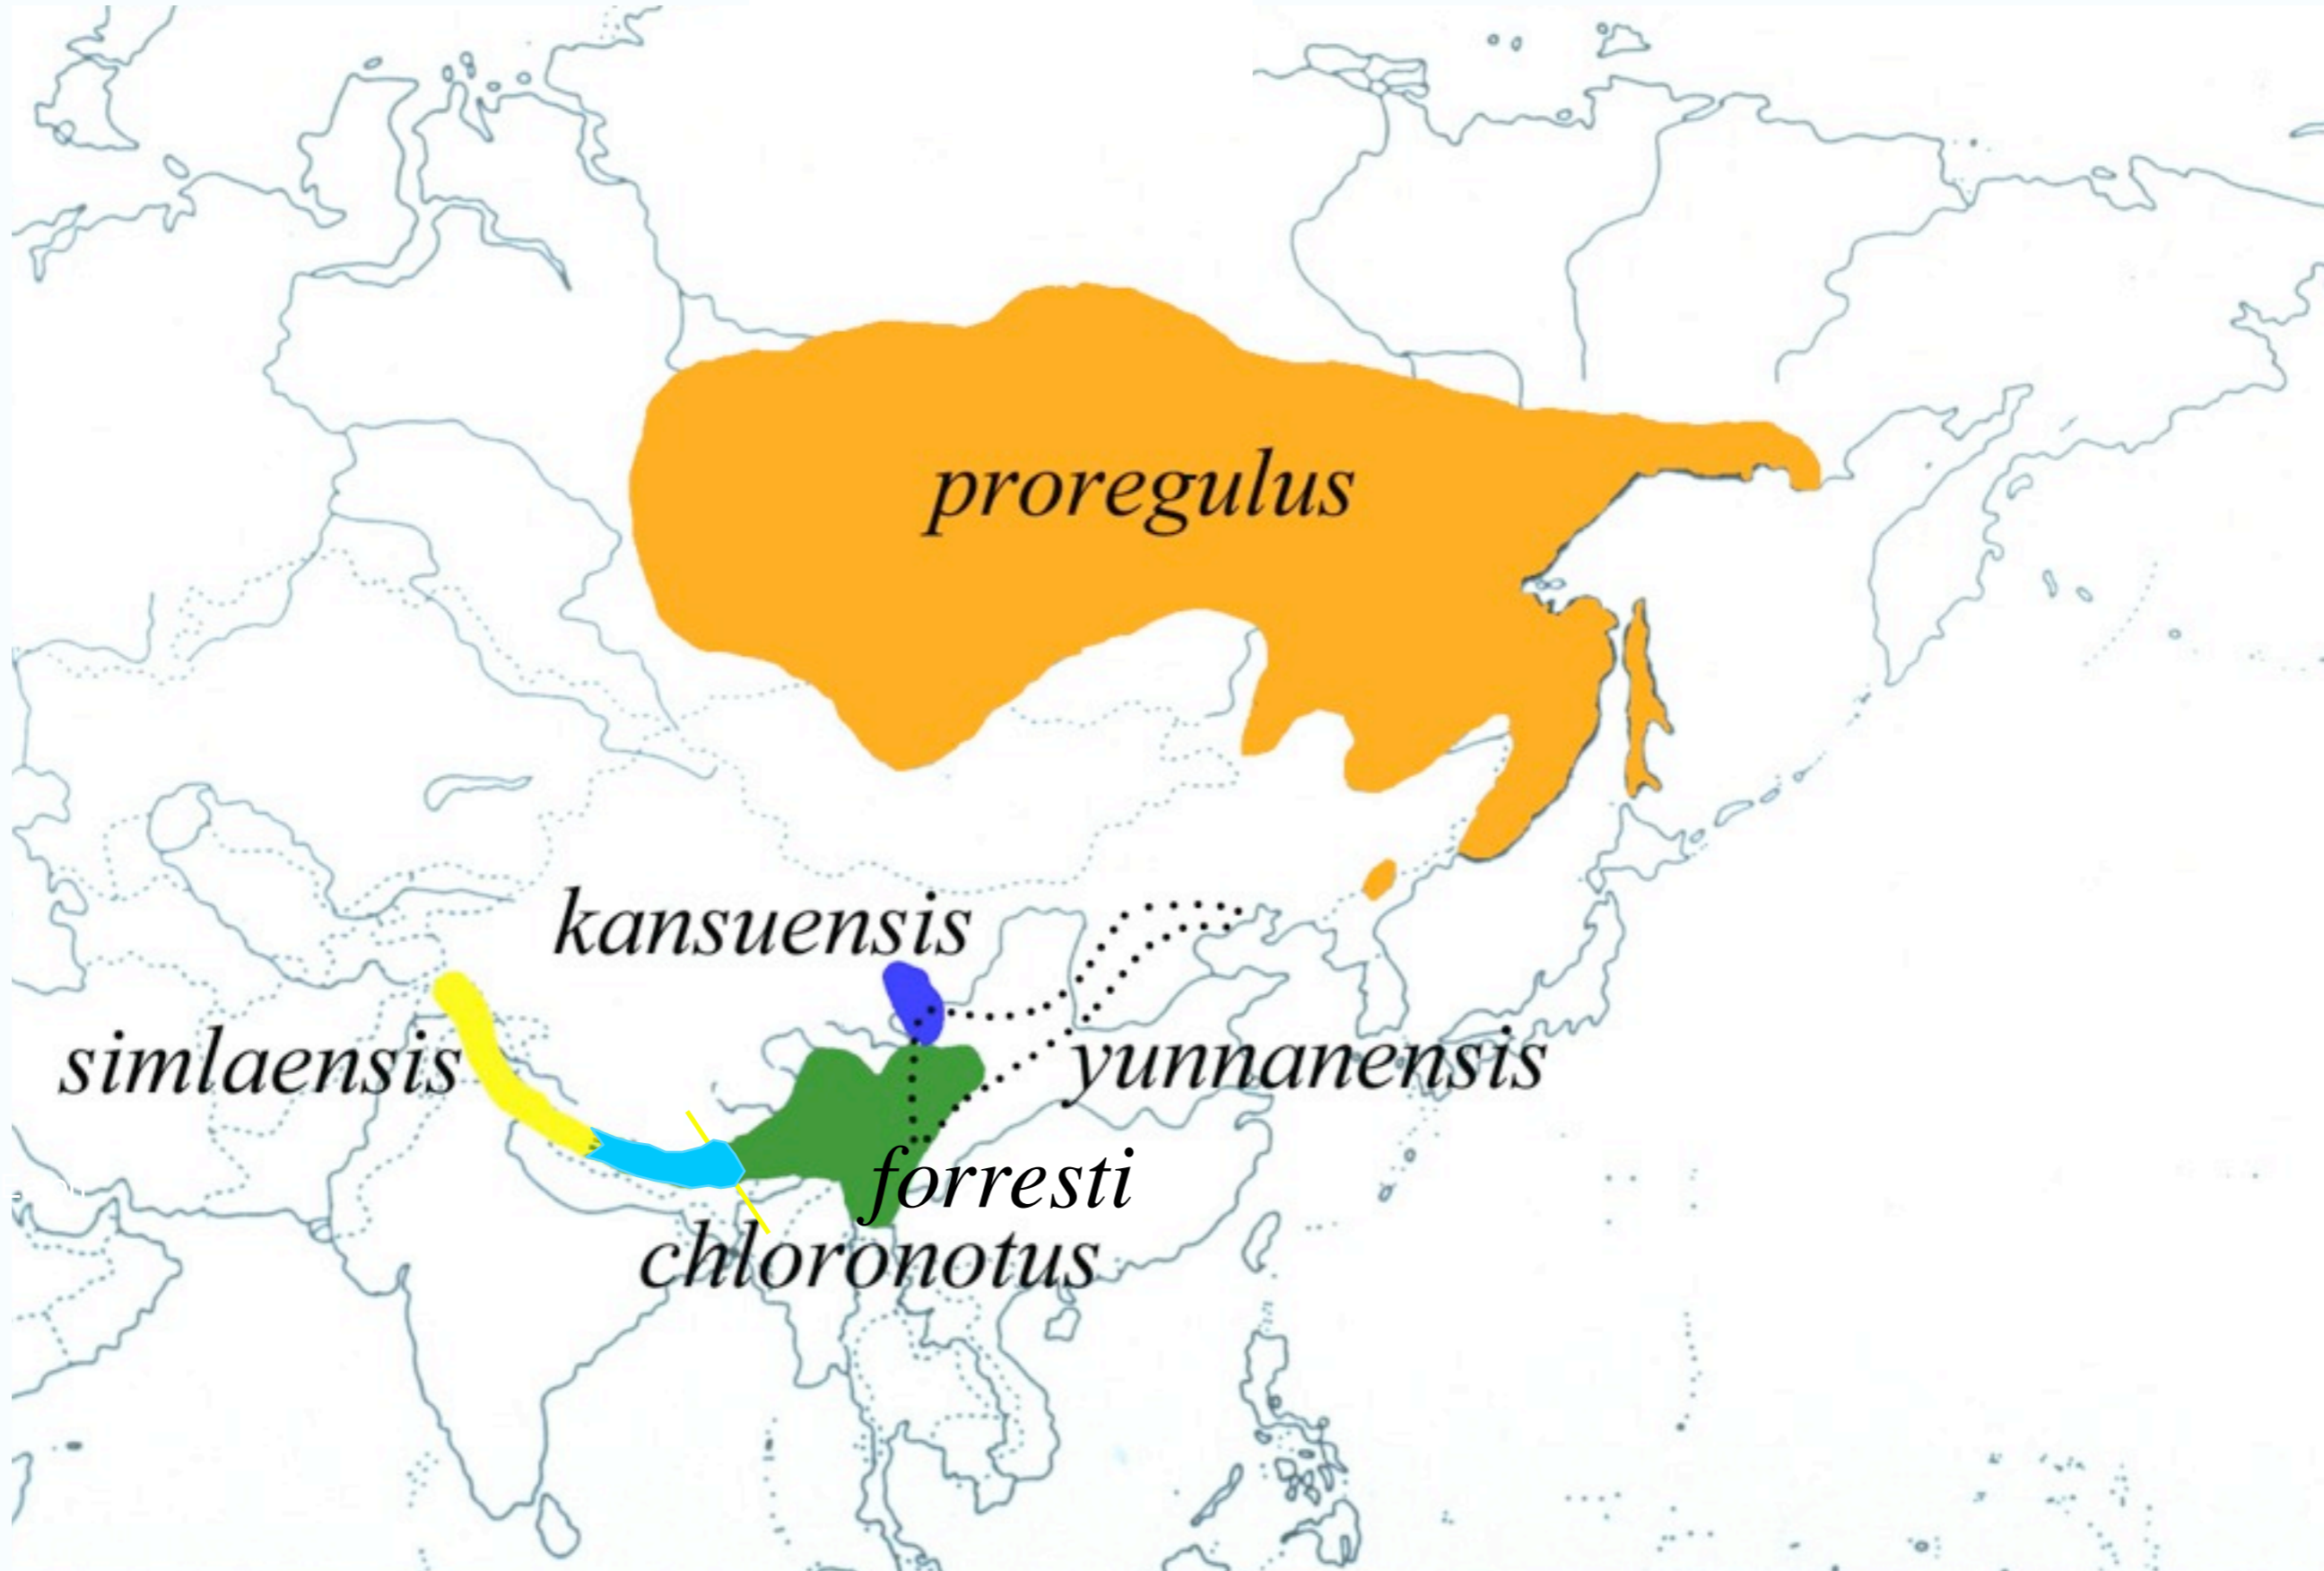 proregulus
kansuensis
simlaensis
yunnanensis
forresti
chloronotus